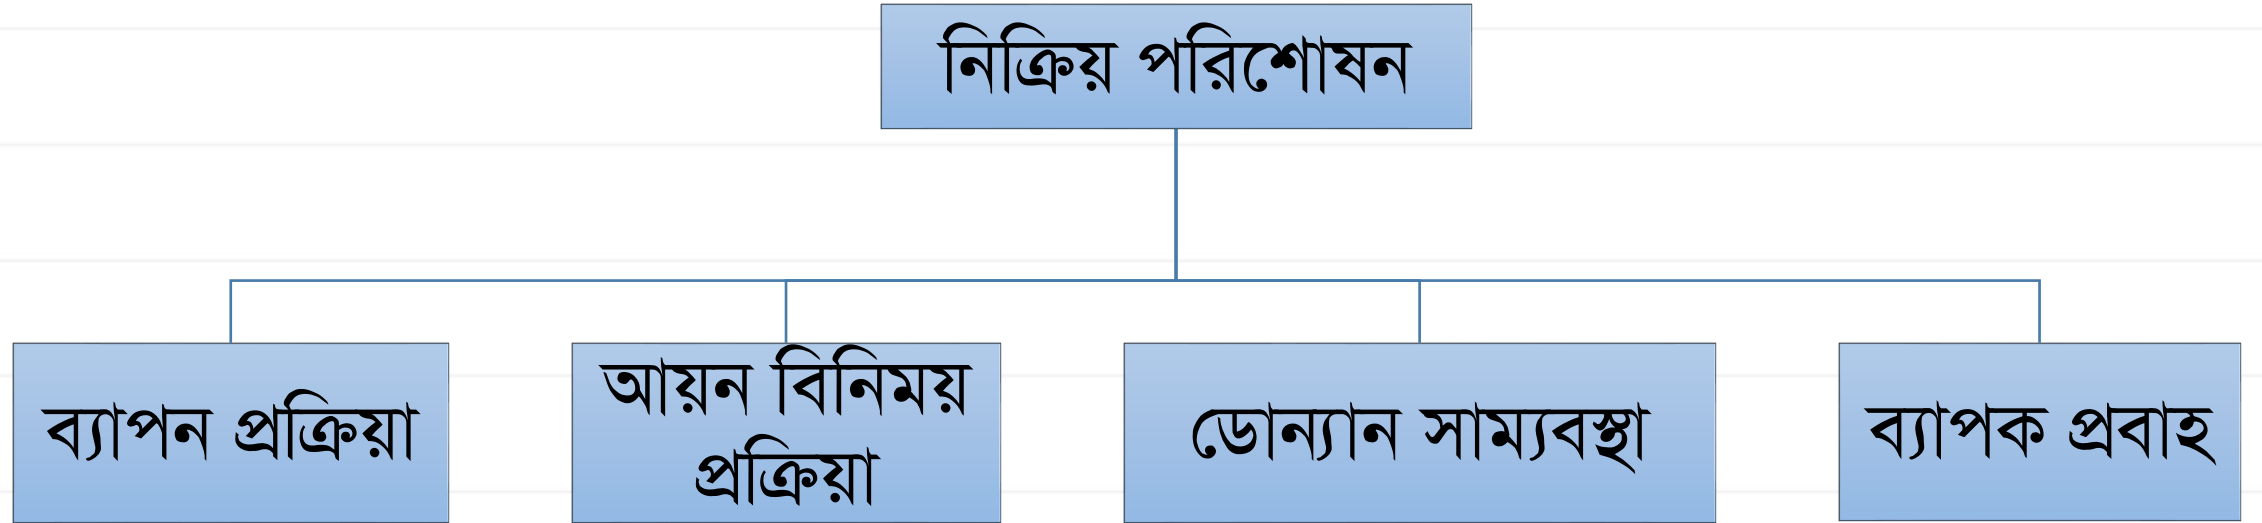 নিক্রিয় পরিশোষন
ব্যাপন প্রক্রিয়া
আয়ন বিনিময়
প্রক্রিয়া
ডোন্যান সাম্যবস্থা
ব্যাপক প্রবাহ